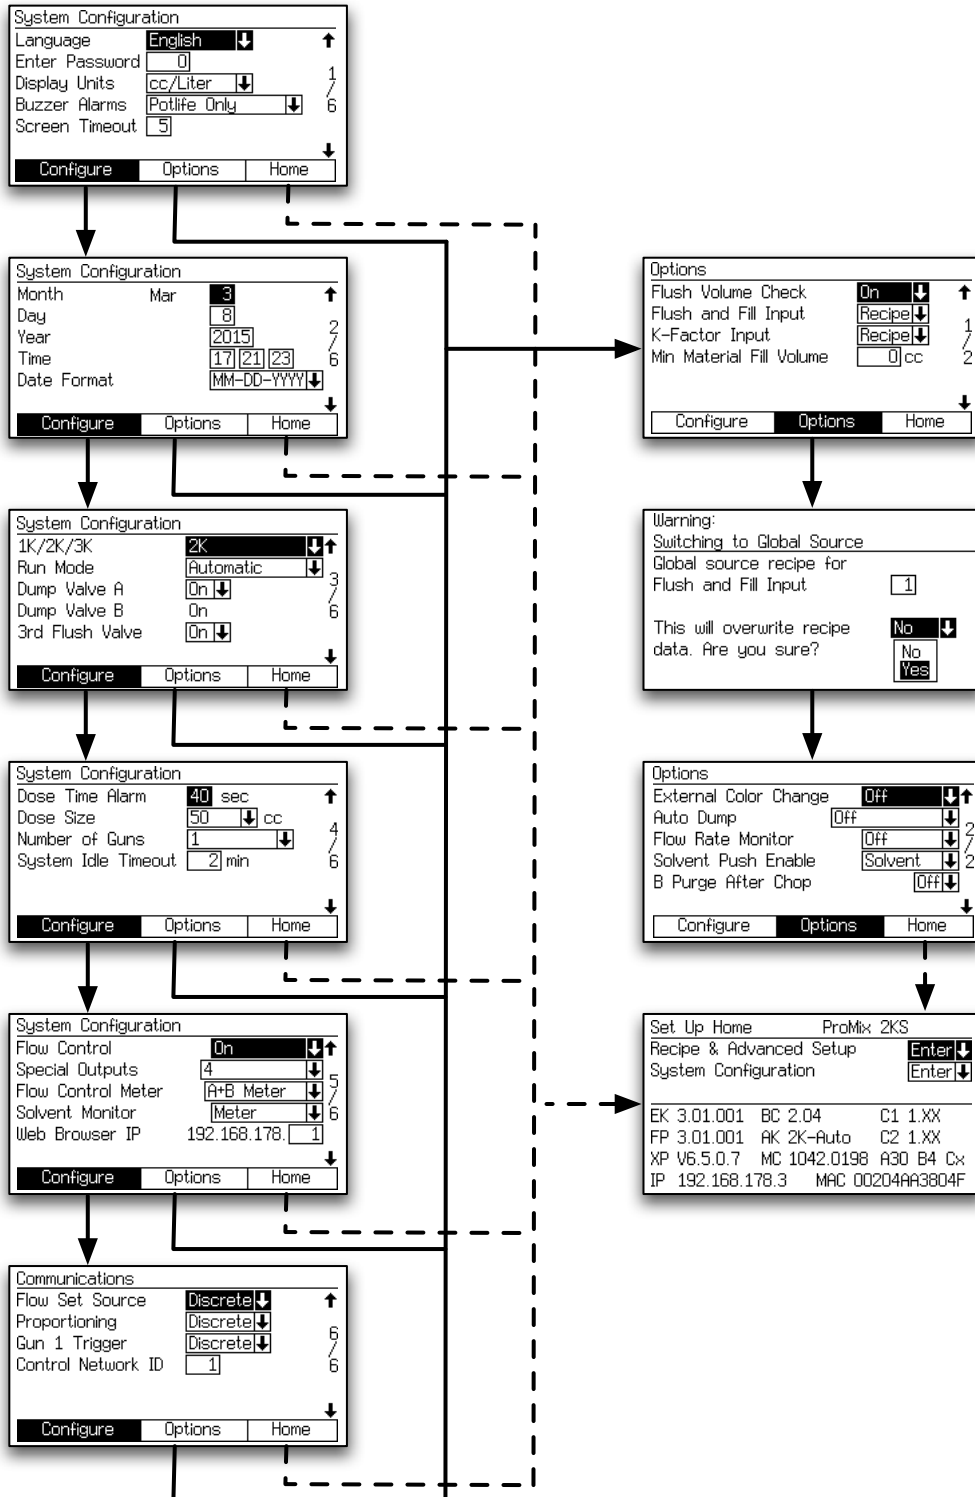 System Configuration
Language English
Enter Password 0
Display Units cc/Liter
Buzzer Alarms Potlife Only
Screen Timeout 5
1/6
Configure Options Home
System Configuration
Month Mar 3
Day 8
Year 2015
Time 17 21 23
Date Format MM-DD-YYYY
2/6
Configure Options Home
System Configuration
1K/2K/3K 2K
Run Mode Automatic
Dump Valve A On
Dump Valve B On
3rd Flush Valve On
3/6
Configure Options Home
System Configuration
Dose Time Alarm 40 sec
Dose Size 50 cc
Number of Guns 1
System Idle Timeout 2 min
4/6
Configure Options Home
System Configuration
Flow Control On
Special Outputs 4
Flow Control Meter A+B Meter
Solvent Monitor Meter
Web Browser IP 192.168.178. 1
5/6
Configure Options Home
Communications
Flow Set Source Discrete
Proportioning Discrete
Gun 1 Trigger Discrete
Control Network ID 1
6/6
Configure Options Home
Options
Flush Volume Check On
Flush and Fill Input Recipe
K-Factor Input Recipe
Min Material Fill Volume 0 cc
1/2
Configure Options Home
Warning:
Switching to Global Source
Global source recipe for
Flush and Fill Input 1
This will overwrite recipe No
data. Are you sure? No
Yes
Options
External Color Change Off
Auto Dump Off
Flow Rate Monitor Off
Solvent Push Enable Solvent
B Purge After Chop Off
2/2
Configure Options Home
Set Up Home ProMix 2KS
Recipe & Advanced Setup Enter
System Configuration Enter
EK 3.01.001 BC 2.04 C1 1.XX
FP 3.01.001 AK 2K-Auto C2 1.XX
XP V6.5.0.7 MC 1042.0198 A30 B4 Cx
IP 192.168.178.3 MAC 00204AA3804F